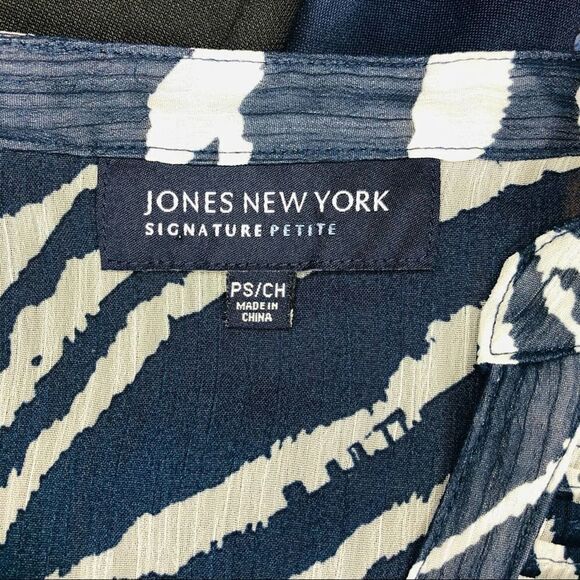 JONES NEW YORK
SIGNATURE PETITE
PS/CH
MADE IN
CHINA